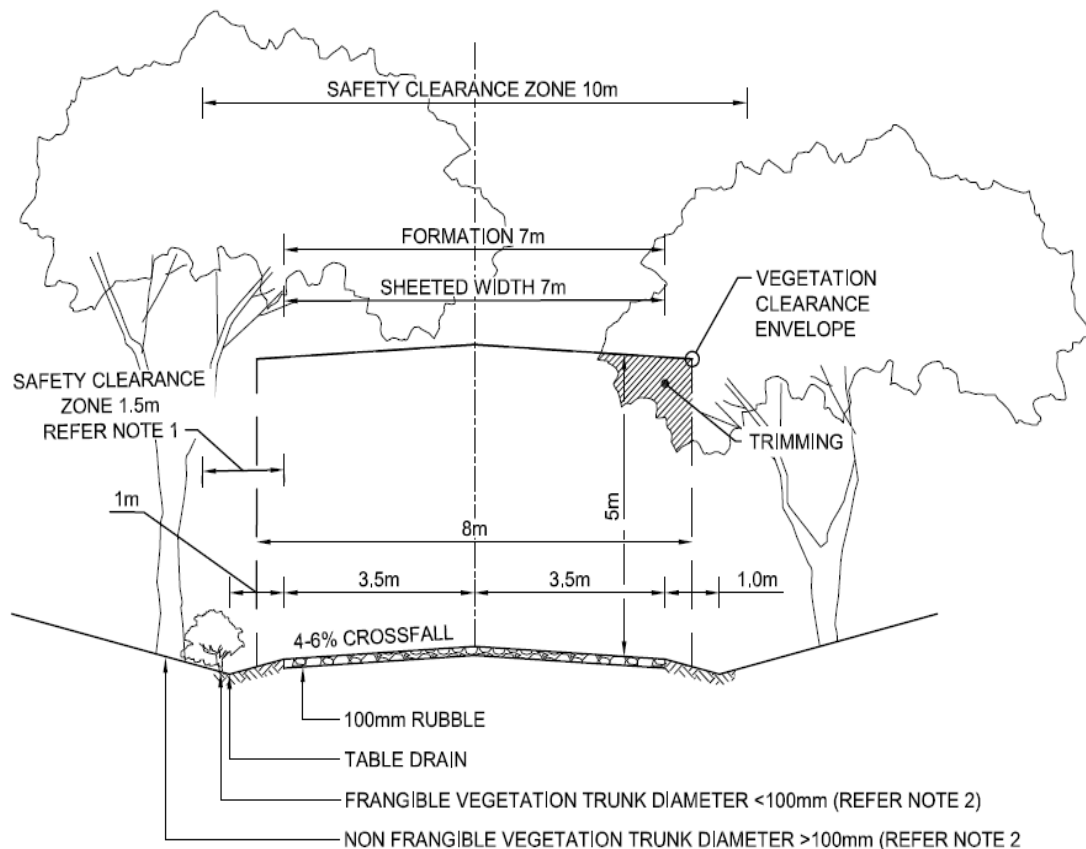 SAFETY CLEARANCE ZONE 10m
FORMATION 7m
SHEETED WIDTH 7m
VEGETATION
CLEARANCE
ENVELOPE
SAFETY CLEARANCE
ZONE 1.5m
REFER NOTE 1
TRIMMING
1m
5m
8m
3,5m
3,5m
1,0m
4-6% CROSSFALL
100mm RUBBLE
TABLE DRAIN
FRANGIBLE VEGETATION TRUNK DIAMETER <100mm (REFER NOTE 2)
NON FRANGIBLE VEGETATION TRUNK DIAMETER >100mm (REFER NOTE 2